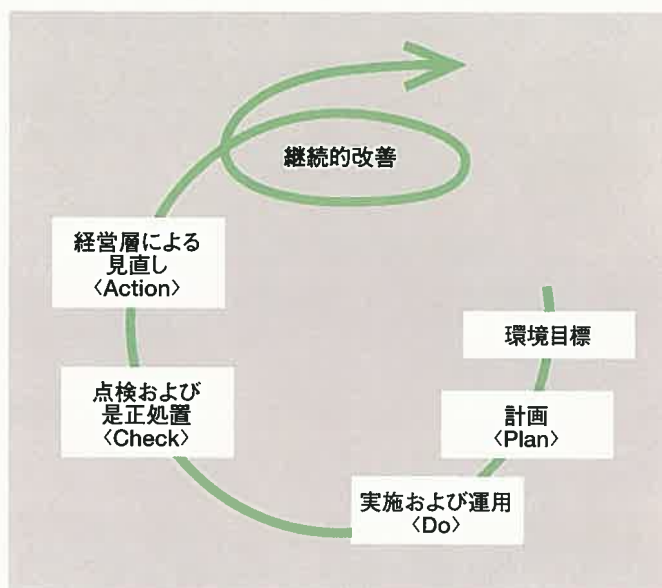 継続的改善
経営層による
見直し
〈Action〉
環境目標
点検および
是正処置
〈Check〉
計画
〈Plan〉
実施および運用
〈Do〉